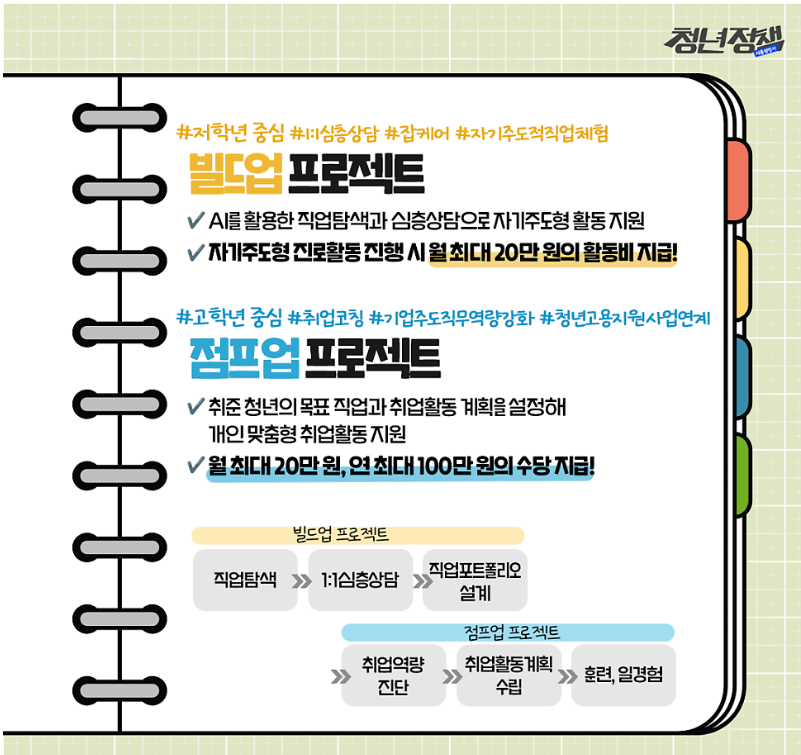 청년정책
#저학년 중심 #1:1심층상담 #잡케어 #자기주도적직업체험
빌드업 프로젝트
✔ AI를 활용한 직업탐색과 심층상담으로 자기주도형 활동 지원
✔ 자기주도형 진로활동 진행 시 월 최대 20만 원의 활동비 지급!
#고학년 중심 #취업코칭 #기업주도직무역량강화 #청년고용지원사업연계
점프업 프로젝트
✔ 취준 청년의 목표 직업과 취업활동 계획을 설정해
개인 맞춤형 취업활동 지원
✔ 월 최대 20만 원, 연 최대 100만 원의 수당 지급!
빌드업 프로젝트
직업탐색 » 1:1심층상담 » 직업포트폴리오
설계
점프업 프로젝트
» 취업역량 » 취업활동계획 » 훈련, 일경험
진단 수립